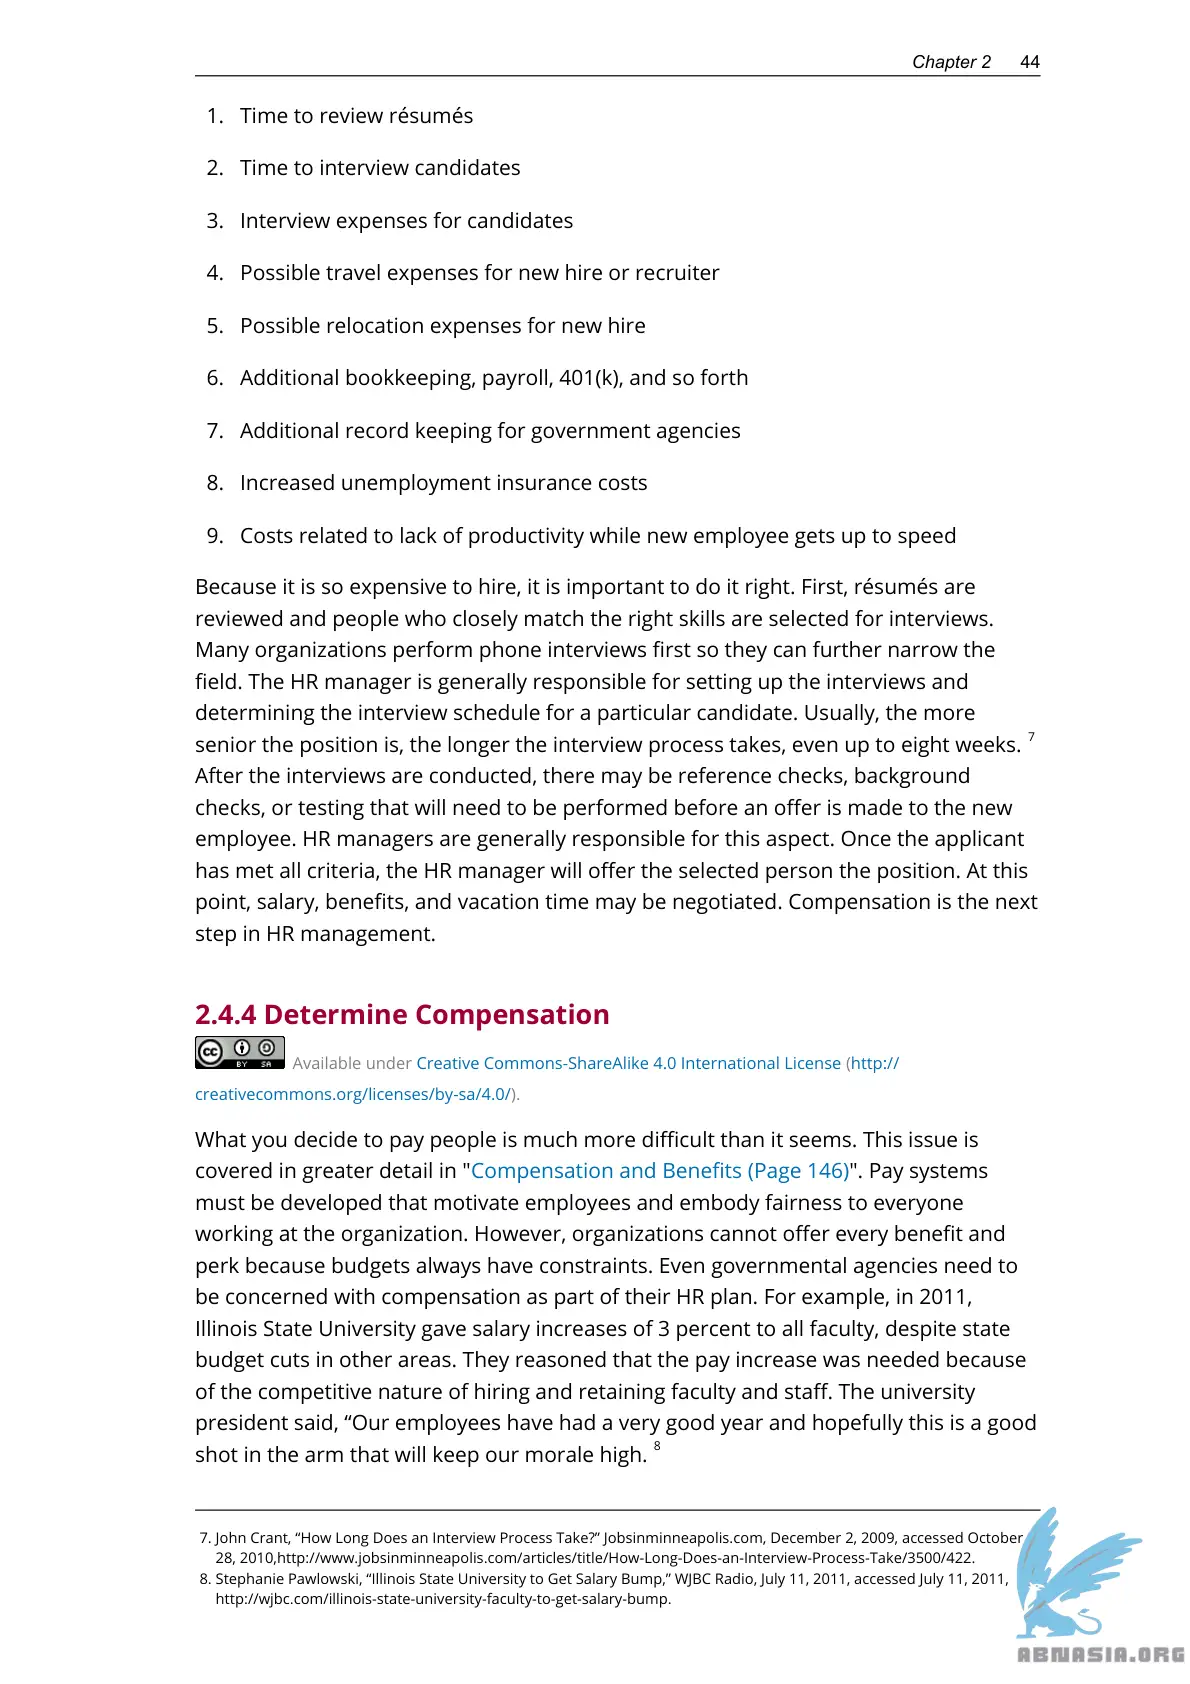 Chapter 2 44
1. Time to review résumés
2. Time to interview candidates
3. Interview expenses for candidates
4. Possible travel expenses for new hire or recruiter
5. Possible relocation expenses for new hire
6. Additional bookkeeping, payroll, 401(k), and so forth
7. Additional record keeping for government agencies
8. Increased unemployment insurance costs
9. Costs related to lack of productivity while new employee gets up to speed
Because it is so expensive to hire, it is important to do it right. First, résumés are
reviewed and people who closely match the right skills are selected for interviews.
Many organizations perform phone interviews first so they can further narrow the
field. The HR manager is generally responsible for setting up the interviews and
determining the interview schedule for a particular candidate. Usually, the more
senior the position is, the longer the interview process takes, even up to eight weeks. 7
After the interviews are conducted, there may be reference checks, background
checks, or testing that will need to be performed before an offer is made to the new
employee. HR managers are generally responsible for this aspect. Once the applicant
has met all criteria, the HR manager will offer the selected person the position. At this
point, salary, benefits, and vacation time may be negotiated. Compensation is the next
step in HR management.
2.4.4 Determine Compensation
cc BY SA Available under Creative Commons-ShareAlike 4.0 International License (http://
creativecommons.org/licenses/by-sa/4.0/).
What you decide to pay people is much more difficult than it seems. This issue is
covered in greater detail in "Compensation and Benefits (Page 146)". Pay systems
must be developed that motivate employees and embody fairness to everyone
working at the organization. However, organizations cannot offer every benefit and
perk because budgets always have constraints. Even governmental agencies need to
be concerned with compensation as part of their HR plan. For example, in 2011,
Illinois State University gave salary increases of 3 percent to all faculty, despite state
budget cuts in other areas. They reasoned that the pay increase was needed because
of the competitive nature of hiring and retaining faculty and staff. The university
president said, “Our employees have had a very good year and hopefully this is a good
shot in the arm that will keep our morale high. 8
7. John Crant, “How Long Does an Interview Process Take?” Jobsinminneapolis.com, December 2, 2009, accessed October
28, 2010,http://www.jobsinminneapolis.com/articles/title/How-Long-Does-an-Interview-Process-Take/3500/422.
8. Stephanie Pawlowski, “Illinois State University to Get Salary Bump,” WJBC Radio, July 11, 2011, accessed July 11, 2011,
http://wjbc.com/illinois-state-university-faculty-to-get-salary-bump.
ABNASIA.ORG